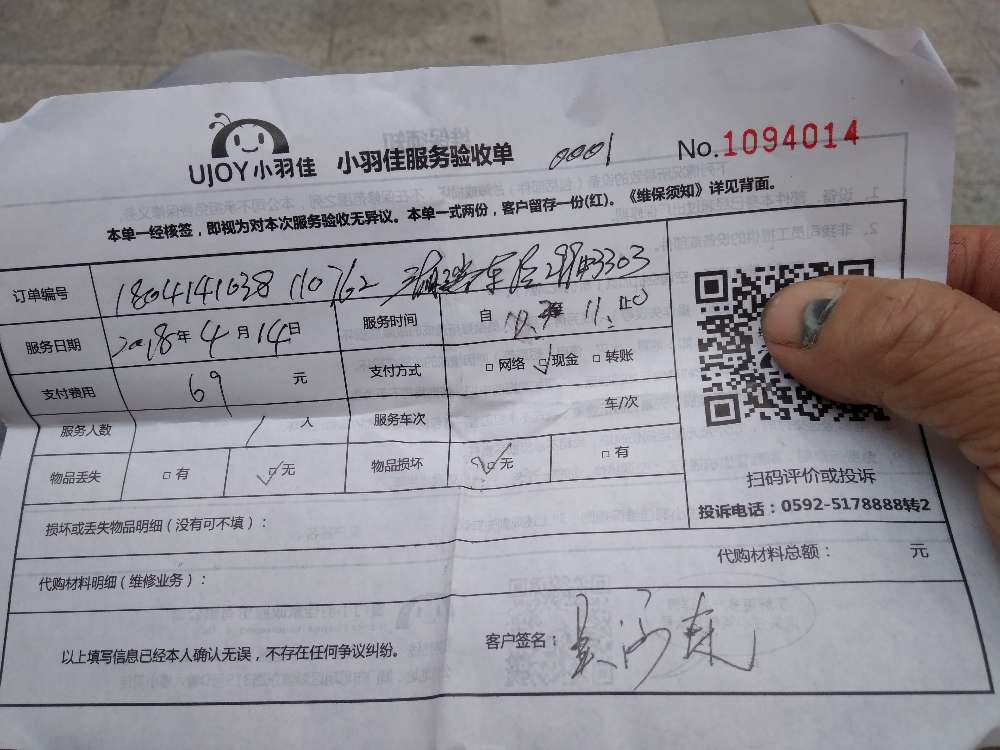 UJOY小羽佳 小羽佳服务验收单 0001 No.1094014
本单一经核签，即视为对本次服务验收无异议。本单一式两份，客户留存一份(红)。《维保须知》详见背面。
订单编号 1804141038 110762 3303
服务日期 2018年4月14日 服务时间 自 11:40
支付费用 69 元 支付方式 □网络 □现金 □转账
服务人数 1 人 服务车次 车/次
物品丢失 □有 □无 物品损坏 □无 □有
扫码评价或投诉
投诉电话：0592-5178888转2
损坏或丢失物品明细（没有可不填）：
代购材料明细（维修业务）： 代购材料总额： 元
以上填写信息已经本人确认无误，不存在任何争议纠纷。 客户签名：